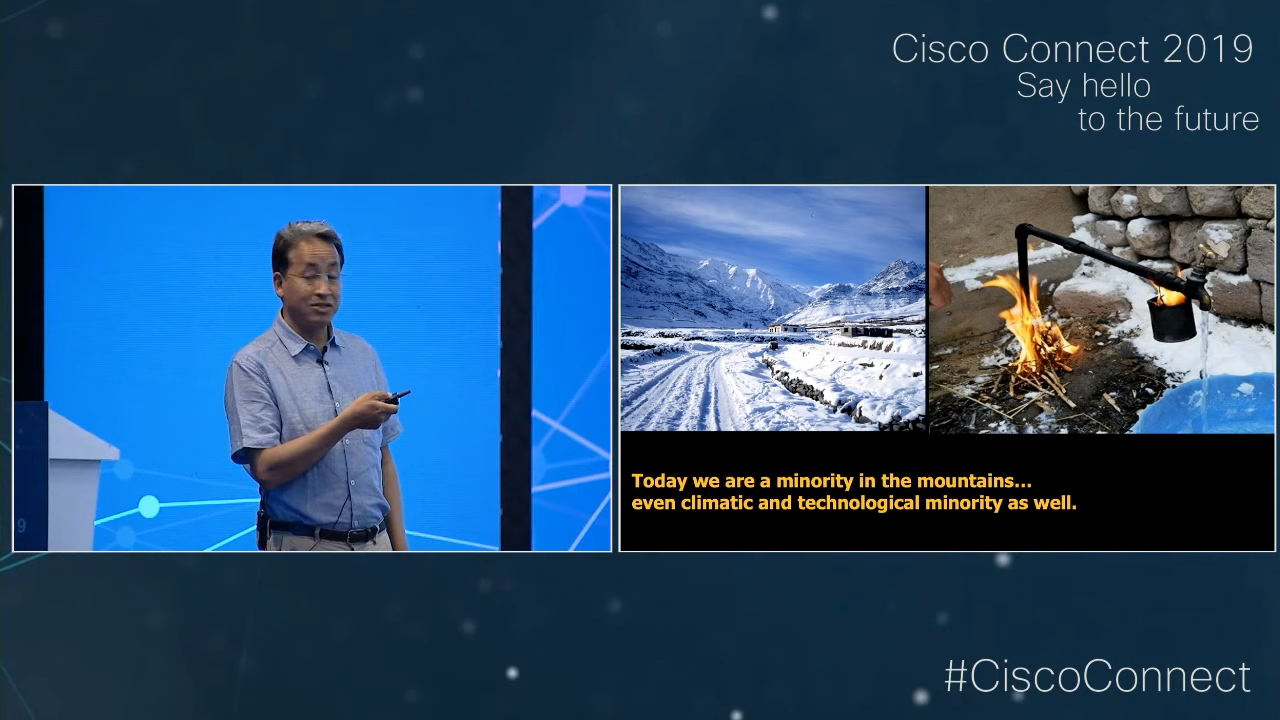 Cisco Connect 2019
Say hello
to the future
9
Today we are a minority in the mountains...
even climatic and technological minority as well.
#CiscoConnect